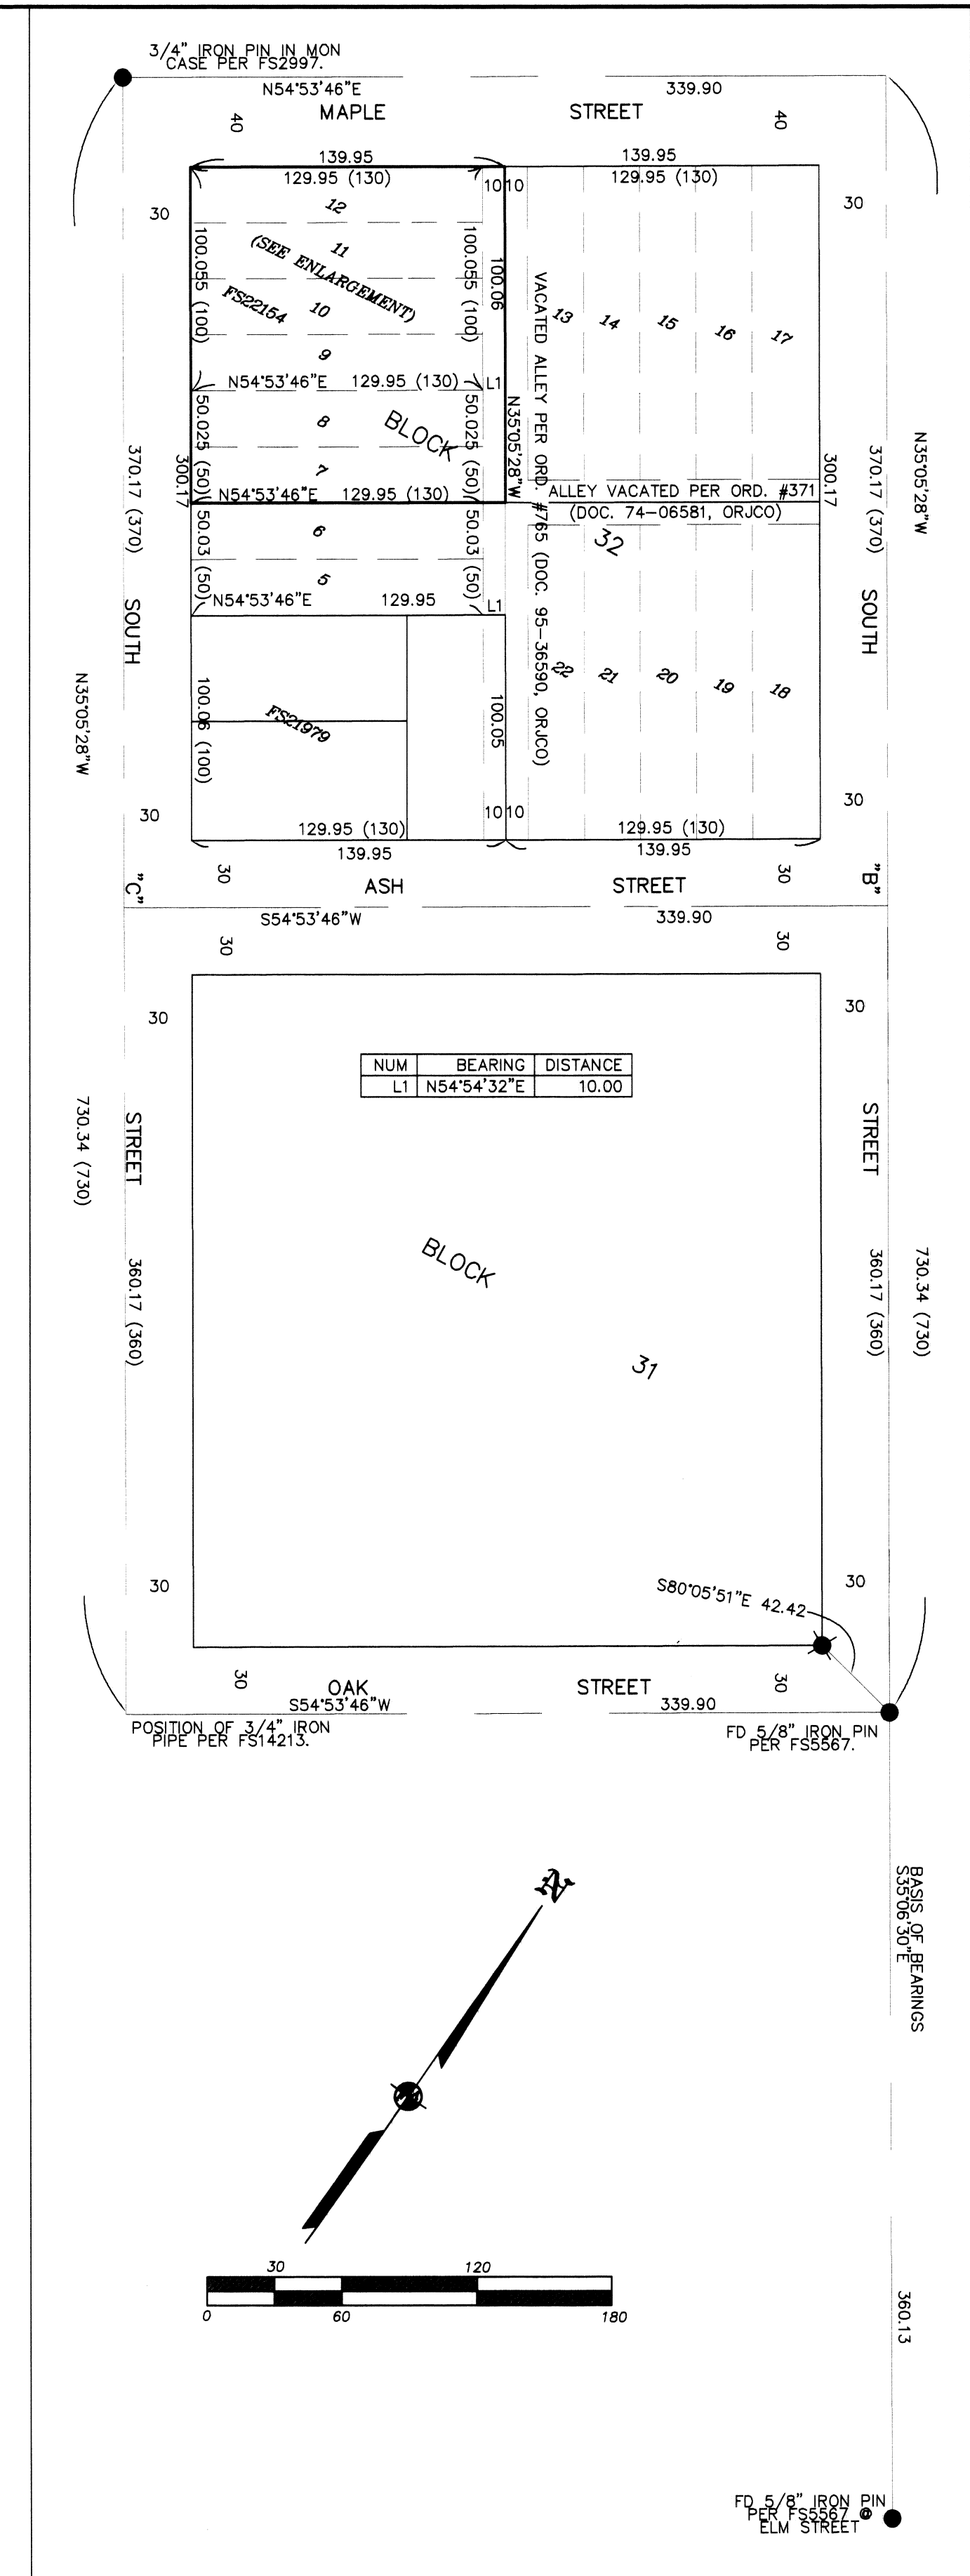 3/4" IRON PIN IN MON
CASE PER FS2997.
N54°53'46"E
339.90
MAPLE STREET
40
40
139.95
139.95
129.95 (130)
129.95 (130)
10 10
30
30
12
11
(SEE ENLARGEMENT)
FS22154
10
9
100.055 (100)
100.055 (100)
100.06
N54°53'46"E 129.95 (130)
L1
8
7
BLOCK
50.025 (50)
50.025 (50)
N35°05'28"W
300.17
N54°53'46"E 129.95 (130)
6
5
50.03 (50)
50.03 (50)
N54°53'46"E 129.95
L1
VACATED ALLEY PER ORD. #765 (DOC. 95-36590, ORJCO)
13
14
15
16
17
ALLEY VACATED PER ORD. #371
(DOC. 74-06581, ORJCO)
32
300.17
22
21
20
19
18
FS21979
100.06 (100)
100.05
10 10
129.95 (130)
129.95 (130)
139.95
139.95
370.17 (370)
370.17 (370)
N35°05'28"W
SOUTH
SOUTH
N35°05'28"W
30
30
"C"
"B"
30
30
ASH STREET
S54°53'46"W
339.90
30
30
30
30
NUM BEARING DISTANCE
L1 N54°54'32"E 10.00
730.34 (730)
STREET
STREET
BLOCK
360.17 (360)
360.17 (360)
730.34 (730)
31
30
30
S80°05'51"E 42.42
30
30
OAK STREET
S54°53'46"W
339.90
POSITION OF 3/4" IRON
PIPE PER FS14213.
FD 5/8" IRON PIN
PER FS5567.
BASIS OF BEARINGS
S35°06'30"E
N
30
120
0
60
180
360.13
FD 5/8" IRON PIN
PER FS5567 @
ELM STREET